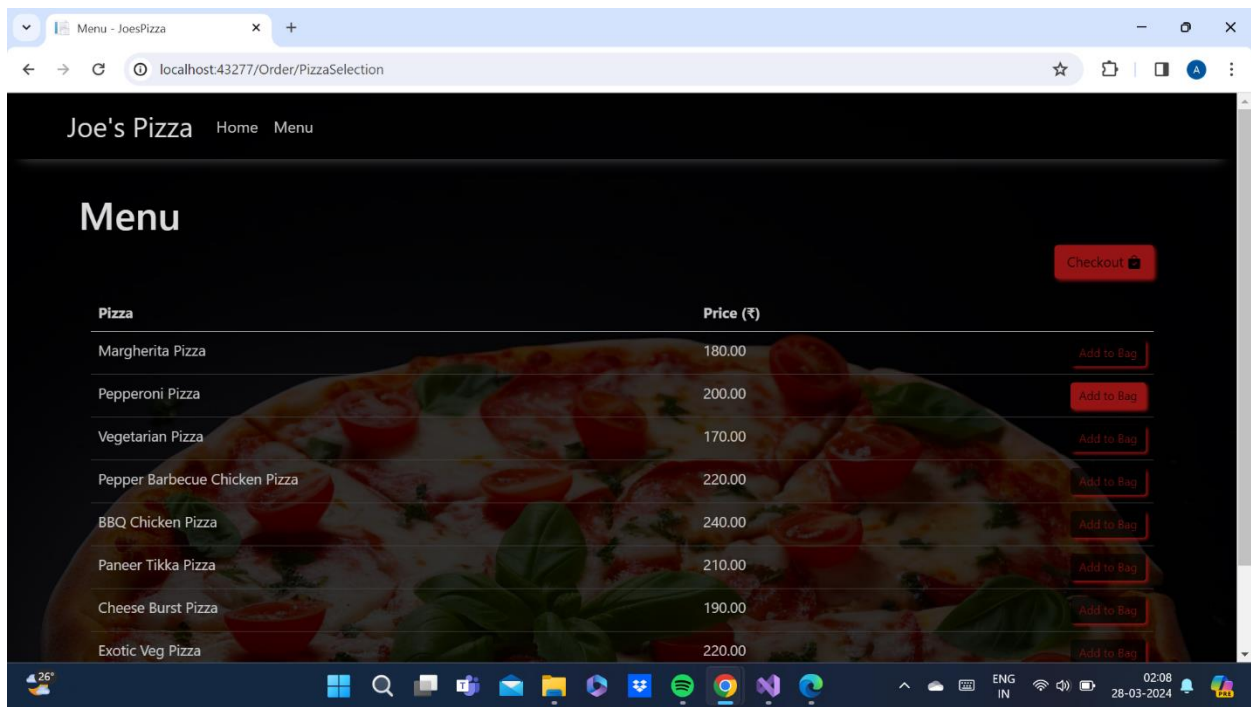 Menu - JoesPizza
localhost:43277/Order/PizzaSelection
A
Joe's Pizza Home Menu
Menu
Checkout
Pizza Price (₹)
Margherita Pizza 180.00 Add to Bag
Pepperoni Pizza 200.00 Add to Bag
Vegetarian Pizza 170.00 Add to Bag
Pepper Barbecue Chicken Pizza 220.00 Add to Bag
BBQ Chicken Pizza 240.00 Add to Bag
Paneer Tikka Pizza 210.00 Add to Bag
Cheese Burst Pizza 190.00 Add to Bag
Exotic Veg Pizza 220.00 Add to Bag
26°
ENG 02:08
IN 28-03-2024
PRE